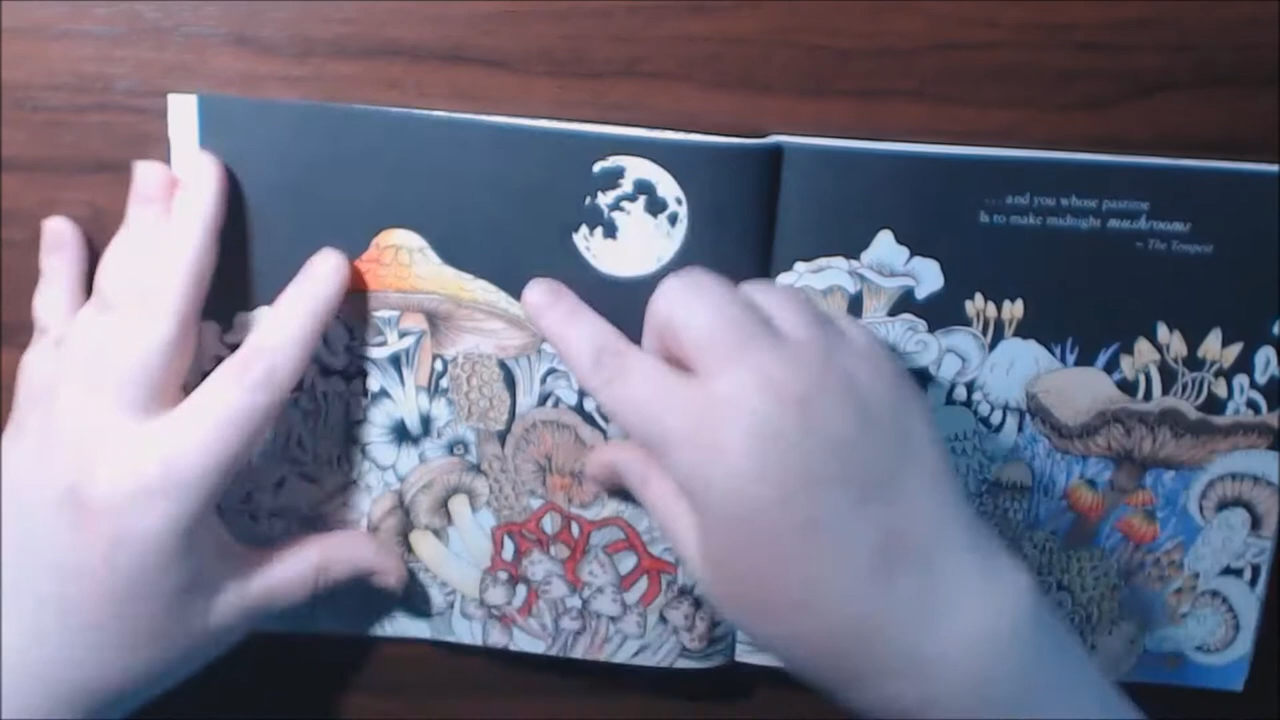 . . . and you whose pastime
Is to make midnight mushrooms
~ The Tempest